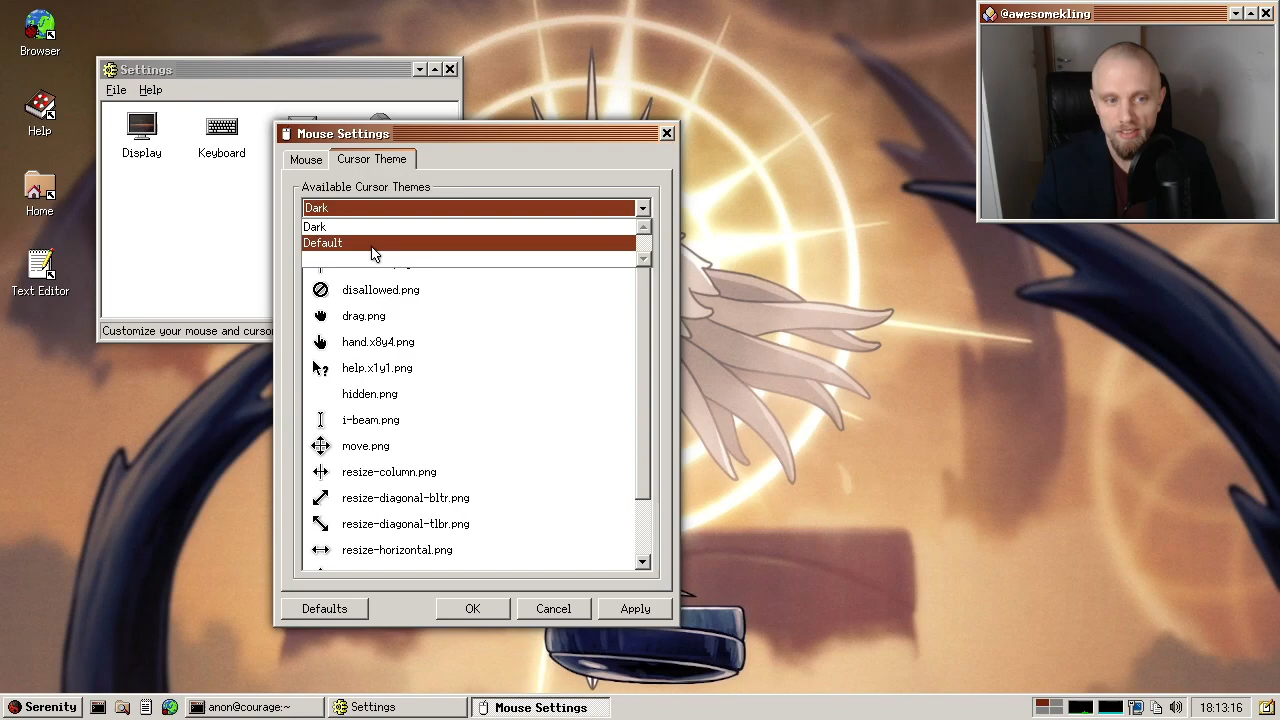 Browser
Help
Home
Text Editor
Settings
File Help
Display
Keyboard
Customize your mouse and cursor
Mouse Settings
Mouse
Cursor Theme
Available Cursor Themes
Dark
Dark
Default
disallowed.png
drag.png
hand.x8y4.png
help.x1y1.png
hidden.png
i-beam.png
move.png
resize-column.png
resize-diagonal-bltr.png
resize-diagonal-tlbr.png
resize-horizontal.png
Defaults
OK
Cancel
Apply
@awesomekling
Serenity
anon@courage:~
Settings
Mouse Settings
18:13:16